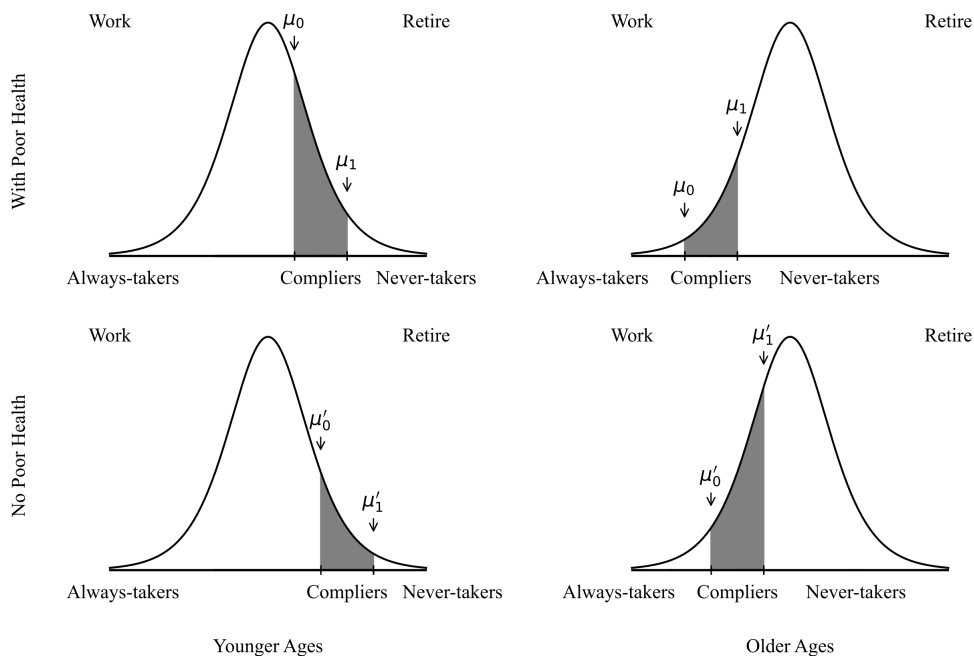 Work Retire Work Retire
μ0 μ1
μ0 μ1
With Poor Health
Always-takers Compliers Never-takers Always-takers Compliers Never-takers
Work Retire Work Retire
μ′0 μ′1
μ′0 μ′1
No Poor Health
Always-takers Compliers Never-takers Always-takers Compliers Never-takers
Younger Ages Older Ages